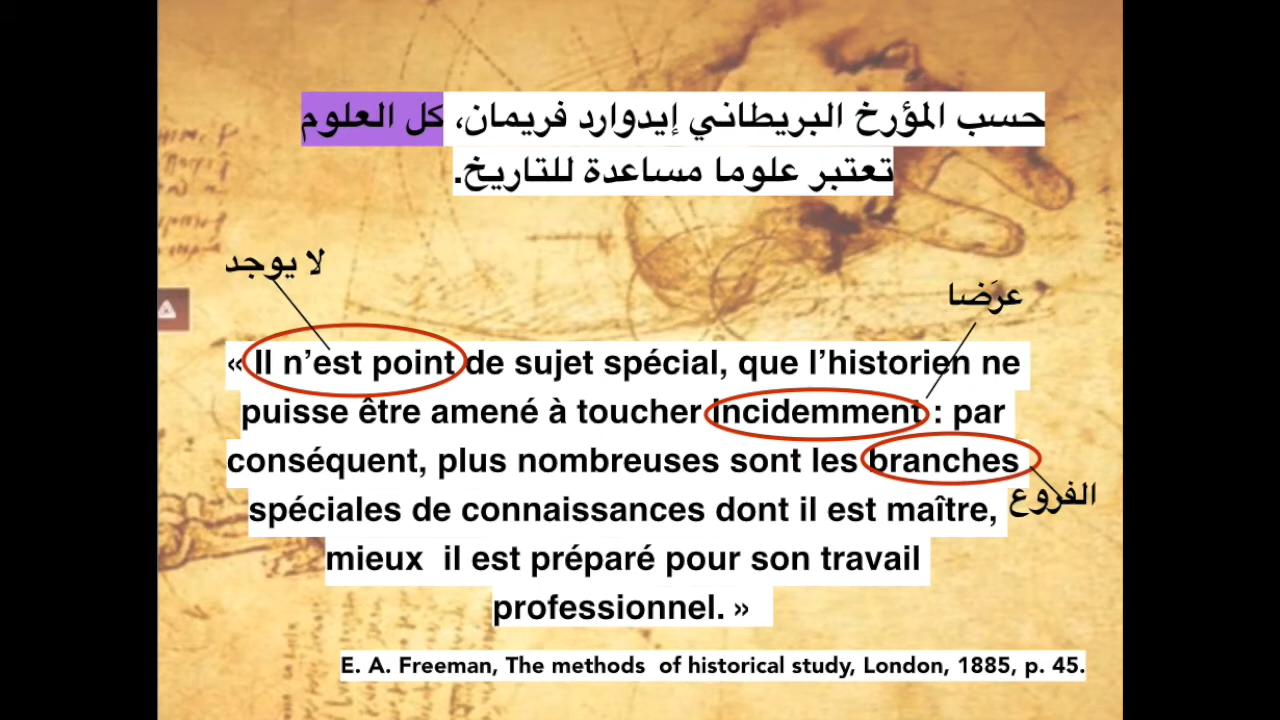 حسب المؤرخ البريطاني إيدوارد فريمان، كل العلوم
تعتبر علوما مساعدة للتاريخ.
لا يوجد
عرَضا
« Il n’est point de sujet spécial, que l’historien ne
puisse être amené à toucher incidemment : par
conséquent, plus nombreuses sont les branches
الفروع
spéciales de connaissances dont il est maître,
mieux il est préparé pour son travail
professionnel. »
E. A. Freeman, The methods of historical study, London, 1885, p. 45.